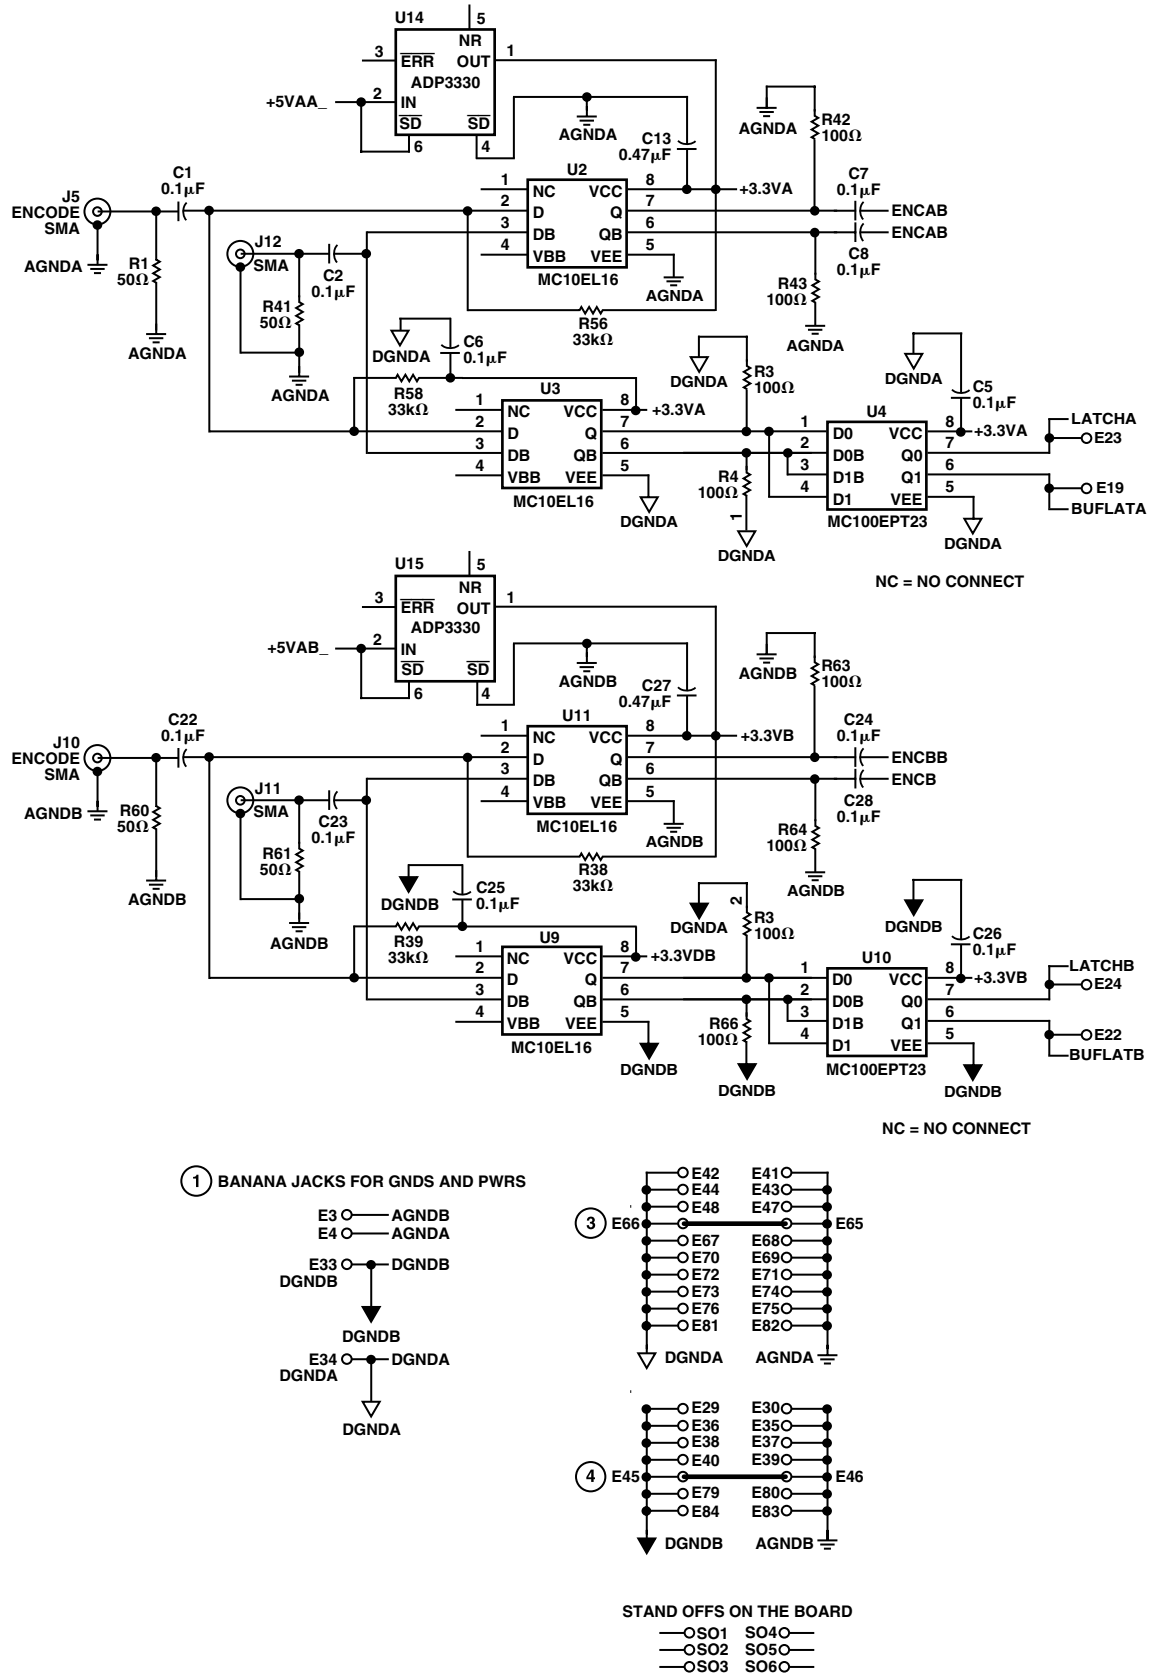 U14
5
NR
3
ERR
OUT
1
ADP3330
+5VAA_
2
IN
SD
SD
6
4
AGNDA
C13
0.47µF
AGNDA
R42
100Ω
J5
ENCODE
SMA
C1
0.1µF
U2
1
NC
VCC
8
+3.3VA
2
D
Q
7
3
DB
QB
6
4
VBB
VEE
5
MC10EL16
AGNDA
C7
0.1µF
ENCAB
ENCAB
C8
0.1µF
AGNDA
R1
50Ω
AGNDA
J12
SMA
C2
0.1µF
R41
50Ω
AGNDA
R56
33kΩ
R43
100Ω
AGNDA
DGNDA
C6
0.1µF
R58
33kΩ
U3
1
NC
VCC
8
+3.3VA
2
D
Q
7
3
DB
QB
6
4
VBB
VEE
5
MC10EL16
DGNDA
DGNDA
R3
100Ω
R4
100Ω
1
DGNDA
DGNDA
C5
0.1µF
U4
1
D0
VCC
8
+3.3VA
2
D0B
Q0
7
3
D1B
Q1
6
4
D1
VEE
5
MC100EPT23
DGNDA
LATCHA
E23
E19
BUFLATA
NC = NO CONNECT
U15
5
NR
3
ERR
OUT
1
ADP3330
+5VAB_
2
IN
SD
SD
6
4
AGNDB
C27
0.47µF
AGNDB
R63
100Ω
J10
ENCODE
SMA
C22
0.1µF
U11
1
NC
VCC
8
+3.3VB
2
D
Q
7
3
DB
QB
6
4
VBB
VEE
5
MC10EL16
AGNDB
C24
0.1µF
ENCBB
ENCB
C28
0.1µF
AGNDB
R60
50Ω
AGNDB
J11
SMA
C23
0.1µF
R61
50Ω
AGNDB
R38
33kΩ
R64
100Ω
AGNDB
DGNDB
C25
0.1µF
R39
33kΩ
U9
1
NC
VCC
8
+3.3VDB
2
D
Q
7
3
DB
QB
6
4
VBB
VEE
5
MC10EL16
DGNDB
DGNDA
2
R3
100Ω
R66
100Ω
DGNDB
DGNDB
C26
0.1µF
U10
1
D0
VCC
8
+3.3VB
2
D0B
Q0
7
3
D1B
Q1
6
4
D1
VEE
5
MC100EPT23
DGNDB
LATCHB
E24
E22
BUFLATB
NC = NO CONNECT
1 BANANA JACKS FOR GNDS AND PWRS
E3 AGNDB
E4 AGNDA
E33 DGNDB
DGNDB
DGNDB
E34 DGNDA
DGNDA
DGNDA
E42 E41
E44 E43
E48 E47
3 E66 E65
E67 E68
E70 E69
E72 E71
E73 E74
E76 E75
E81 E82
DGNDA AGNDA
E29 E30
E36 E35
E38 E37
E40 E39
4 E45 E46
E79 E80
E84 E83
DGNDB AGNDB
STAND OFFS ON THE BOARD
SO1 SO4
SO2 SO5
SO3 SO6